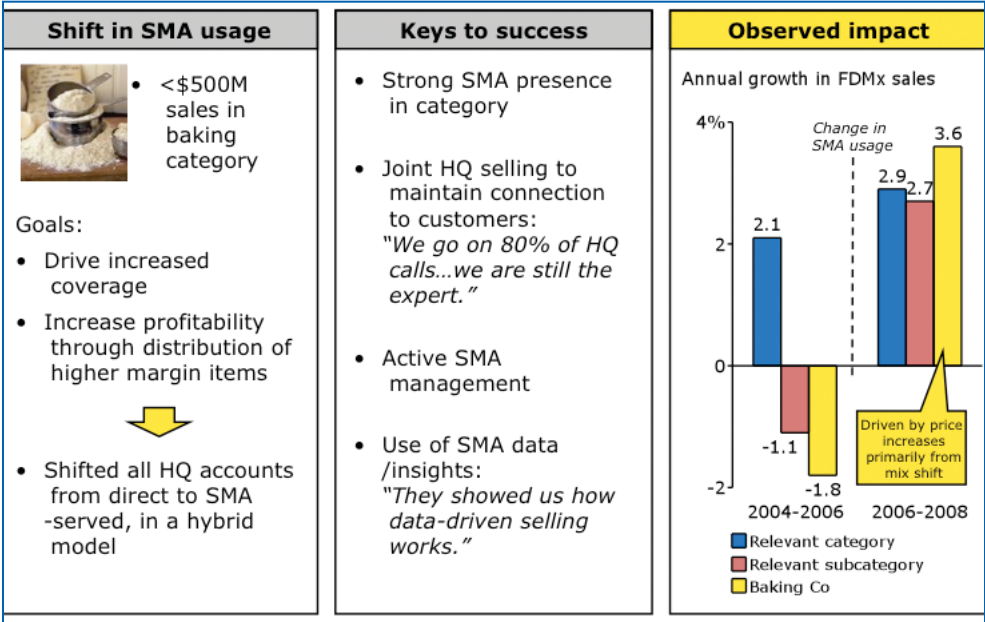 Shift in SMA usage
• <$500M
sales in
baking
category
Goals:
• Drive increased
coverage
• Increase profitability
through distribution of
higher margin items
• Shifted all HQ accounts
from direct to SMA
-served, in a hybrid
model
Keys to success
• Strong SMA presence
in category
• Joint HQ selling to
maintain connection
to customers:
“We go on 80% of HQ
calls…we are still the
expert.”
• Active SMA
management
• Use of SMA data
/insights:
“They showed us how
data-driven selling
works.”
Observed impact
Annual growth in FDMx sales
4%
2
0
-2
Change in
SMA usage
2.1
-1.1
-1.8
2.9
2.7
3.6
Driven by price
increases
primarily from
mix shift
2004-2006
2006-2008
Relevant category
Relevant subcategory
Baking Co